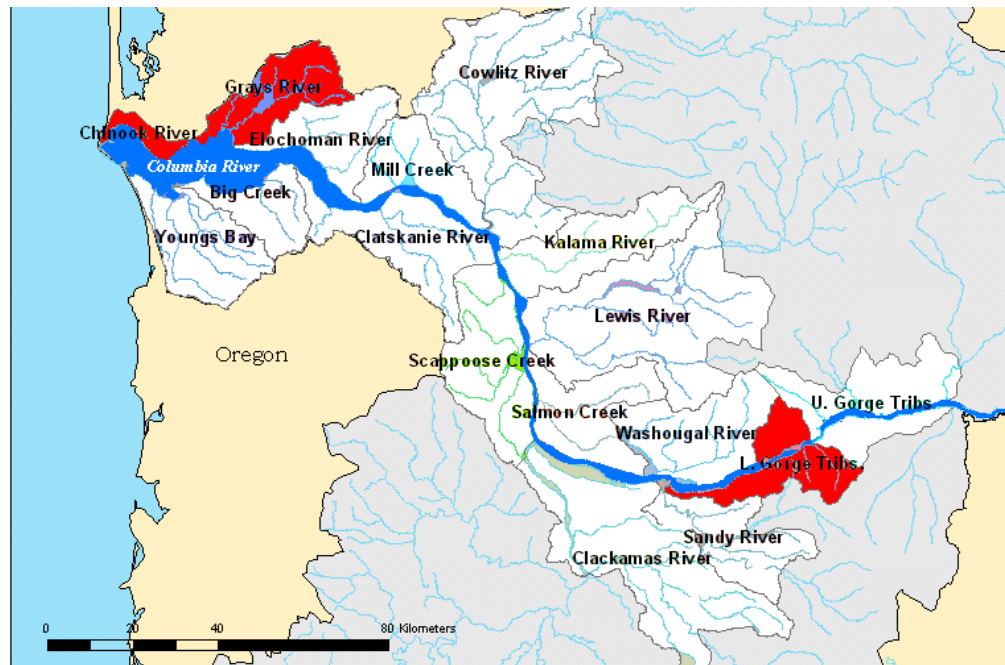 Cowlitz River
Grays River
Chinook River
Elochoman River
Columbia River
Mill Creek
Big Creek
Youngs Bay
Clatskanie River
Kalama River
Lewis River
Oregon
Scappoose Creek
U. Gorge Tribs.
Salmon Creek
Washougal River
L. Gorge Tribs.
Sandy River
Clackamas River
0 20 40 80 Kilometers